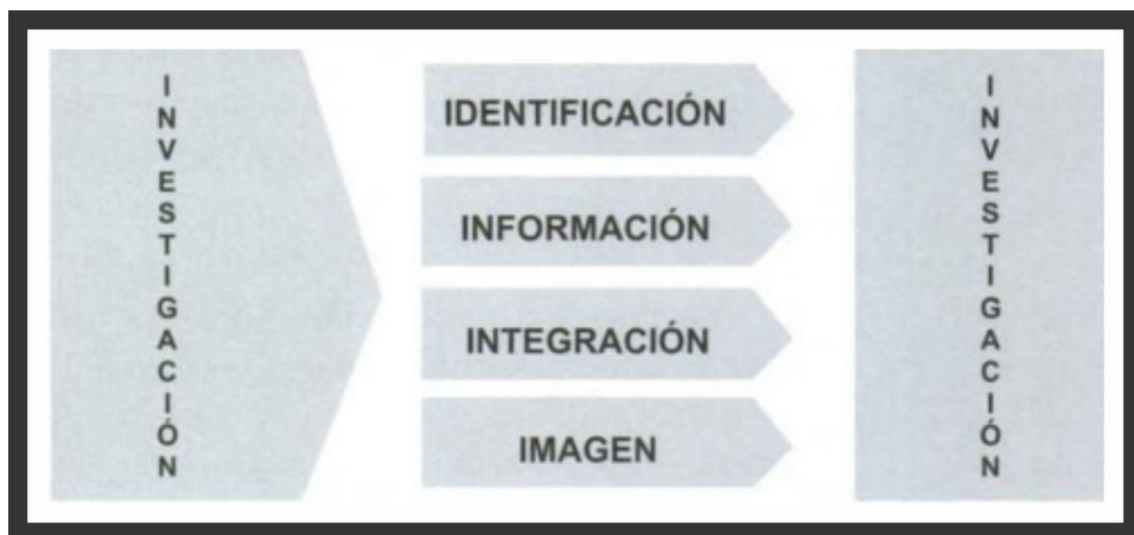 INVESTIGACIÓN
IDENTIFICACIÓN
INFORMACIÓN
INTEGRACIÓN
IMAGEN
INVESTIGACIÓN